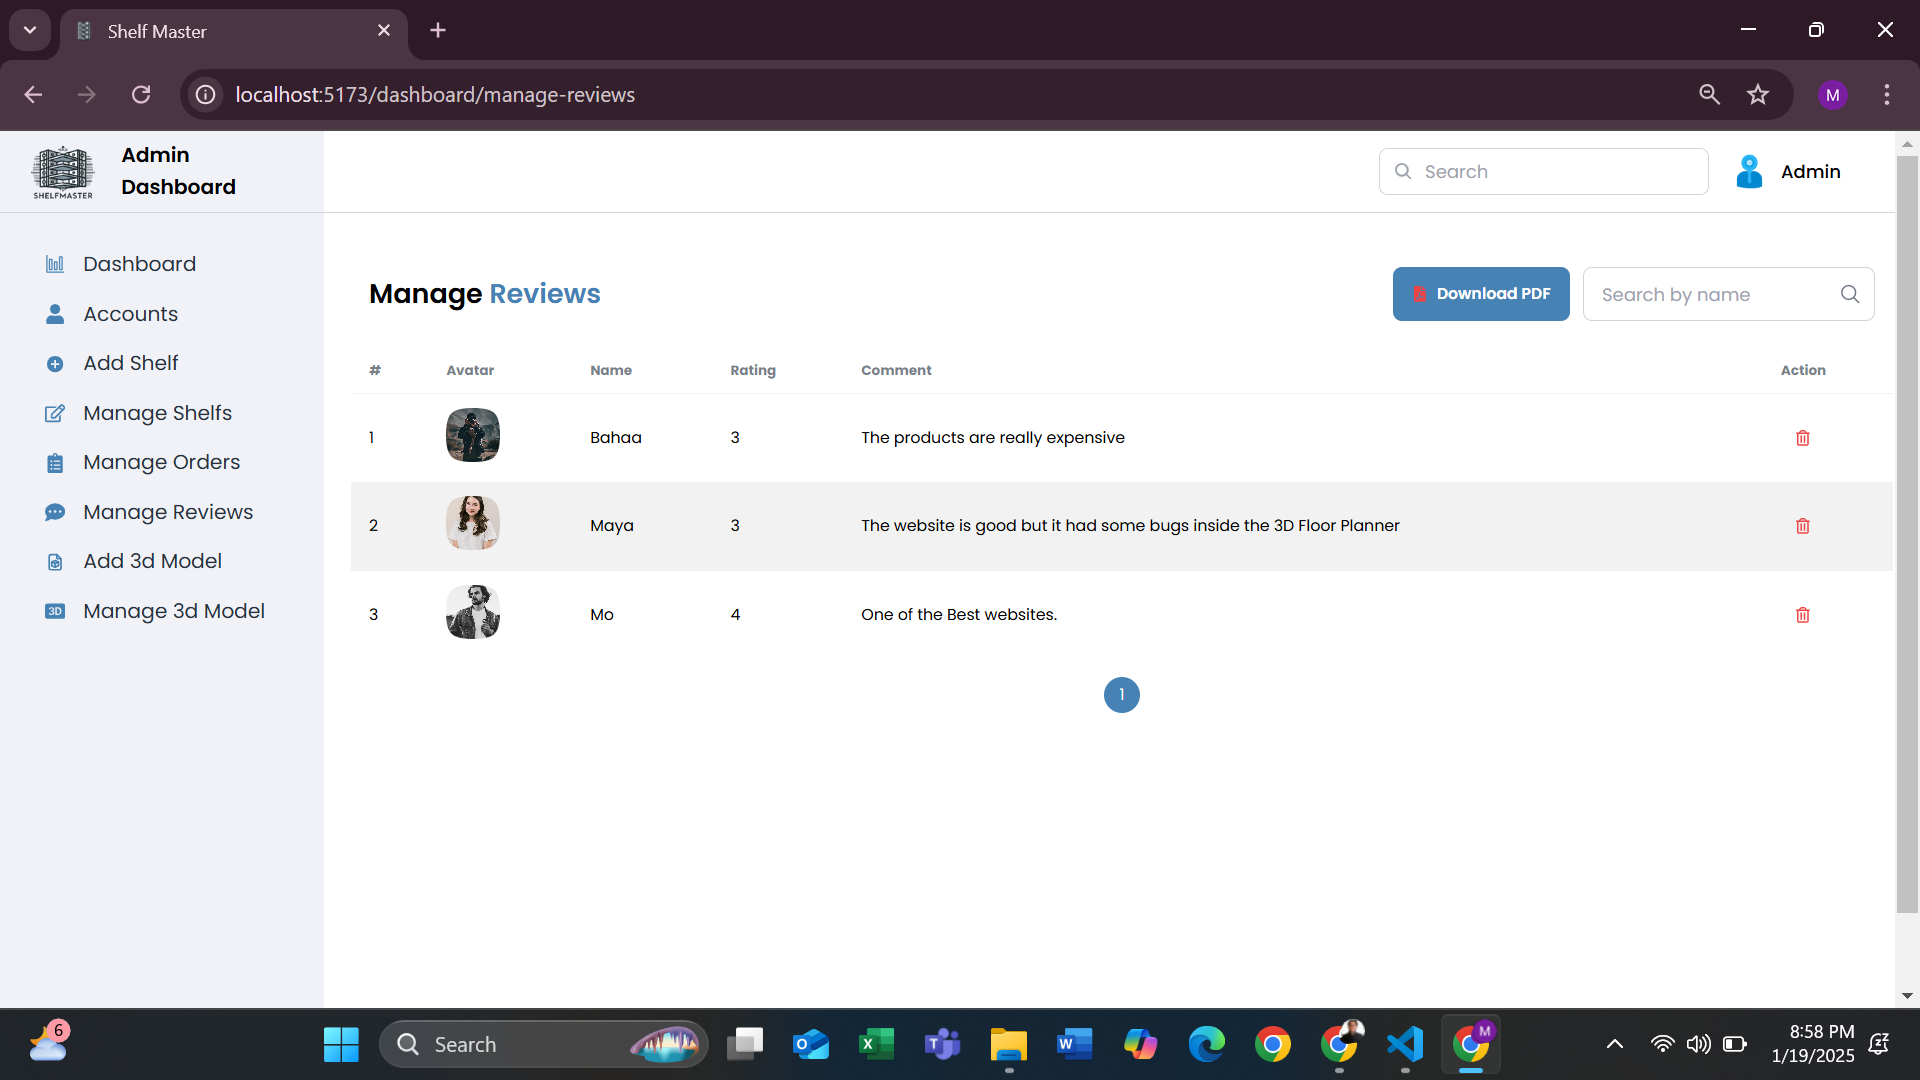 Shelf Master
localhost:5173/dashboard/manage-reviews
M
SHELFMASTER
Admin
Dashboard
Search
Admin
Dashboard
Accounts
Add Shelf
Manage Shelfs
Manage Orders
Manage Reviews
Add 3d Model
3D Manage 3d Model
Manage Reviews
Download PDF
Search by name
# Avatar Name Rating Comment Action
1 Bahaa 3 The products are really expensive
2 Maya 3 The website is good but it had some bugs inside the 3D Floor Planner
3 Mo 4 One of the Best websites.
1
6
Search
M
8:58 PM
1/19/2025